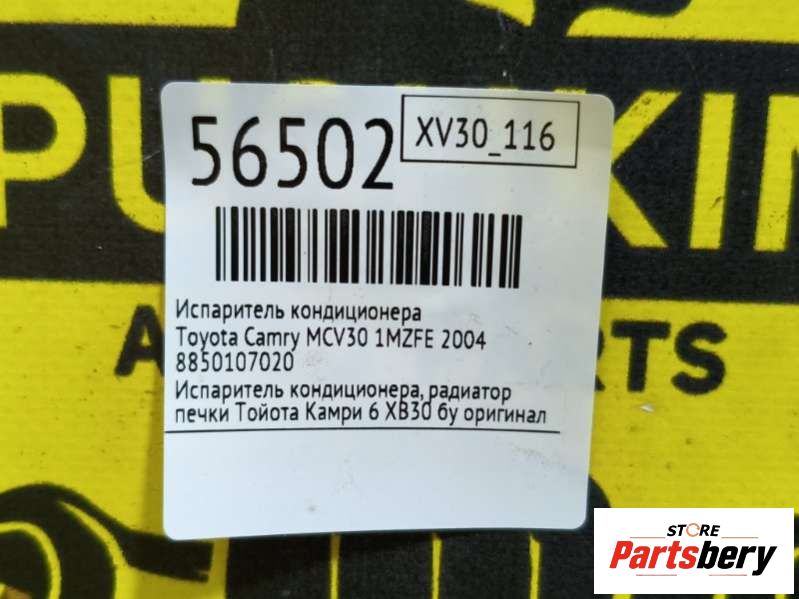 56502
XV30_116
Испаритель кондиционера
Toyota Camry MCV30 1MZFE 2004
8850107020
Испаритель кондиционера, радиатор
печки Тойота Камри 6 ХВ30 бу оригинал
STORE
Partsbery